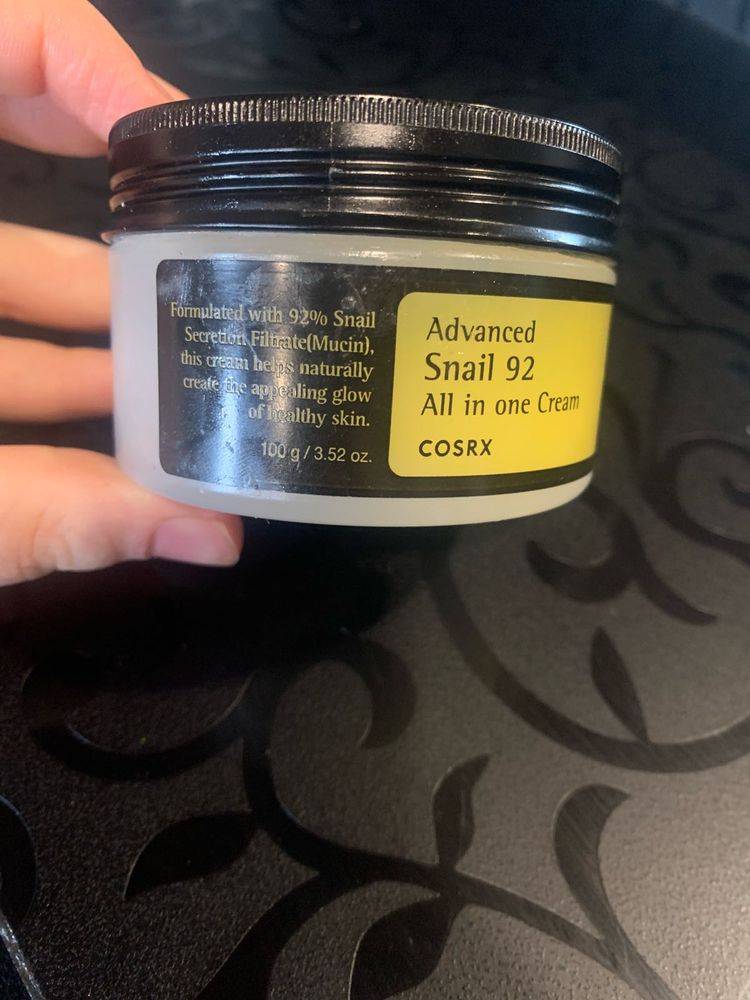 Formulated with 92% Snail
Secretion Filtrate(Mucin),
this cream helps naturally
create the appealing glow
of healthy skin.
100 g / 3.52 oz.
Advanced
Snail 92
All in one Cream
COSRX